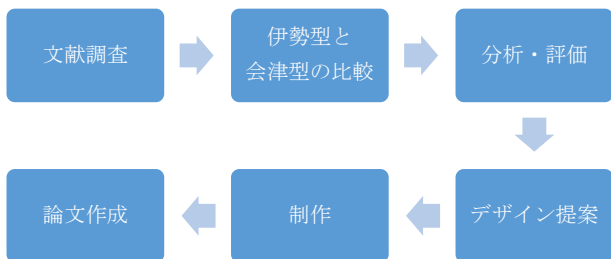 文献調査
伊勢型と
会津型の比較
分析・評価
デザイン提案
制作
論文作成